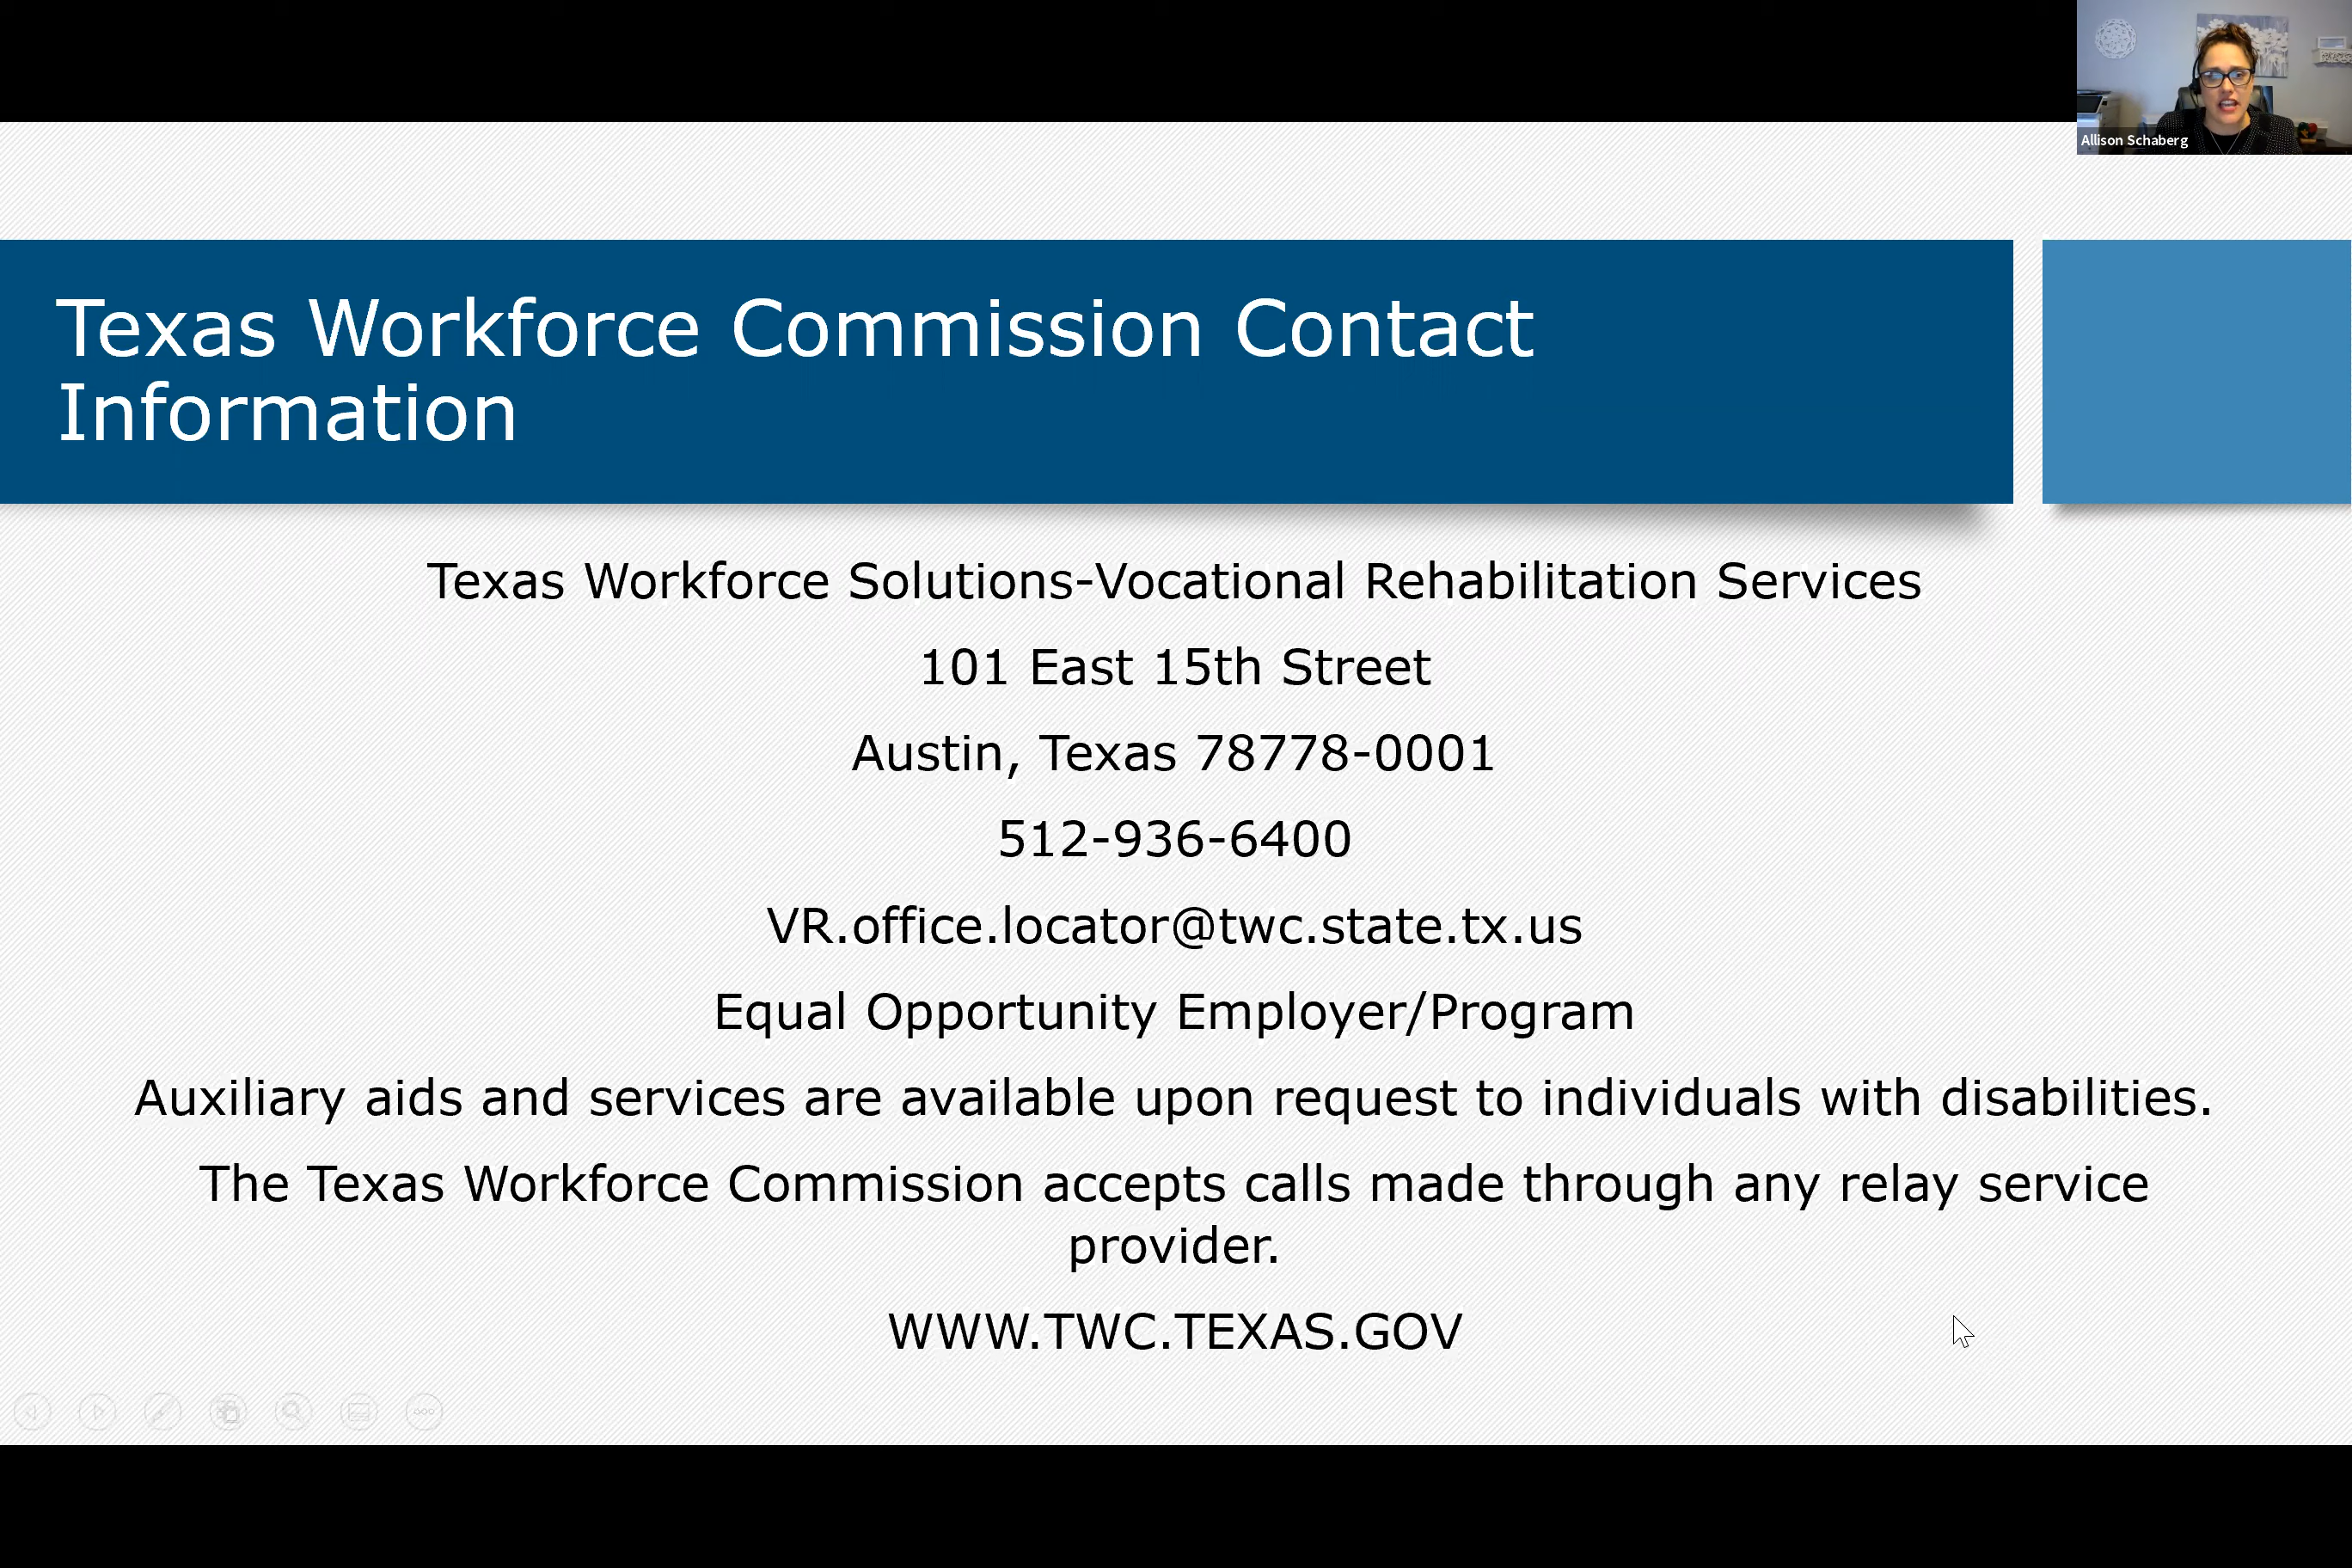 Allison Schaberg
Texas Workforce Commission Contact
Information
Texas Workforce Solutions-Vocational Rehabilitation Services
101 East 15th Street
Austin, Texas 78778-0001
512-936-6400
VR.office.locator@twc.state.tx.us
Equal Opportunity Employer/Program
Auxiliary aids and services are available upon request to individuals with disabilities.
The Texas Workforce Commission accepts calls made through any relay service
provider.
WWW.TWC.TEXAS.GOV